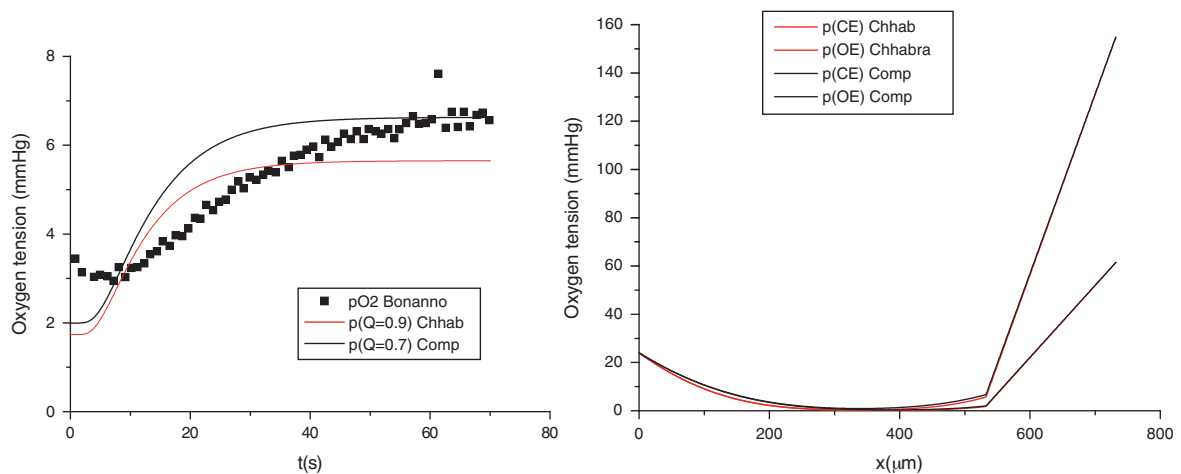 Oxygen tension (mmHg)
8
6
4
2
0
0
20
40
60
80
t(s)
pO2 Bonanno
p(Q=0.9) Chhab
p(Q=0.7) Comp
Oxygen tension (mmHg)
160
140
120
100
80
60
40
20
0
0
200
400
600
800
x(μm)
p(CE) Chhab
p(OE) Chhabra
p(CE) Comp
p(OE) Comp